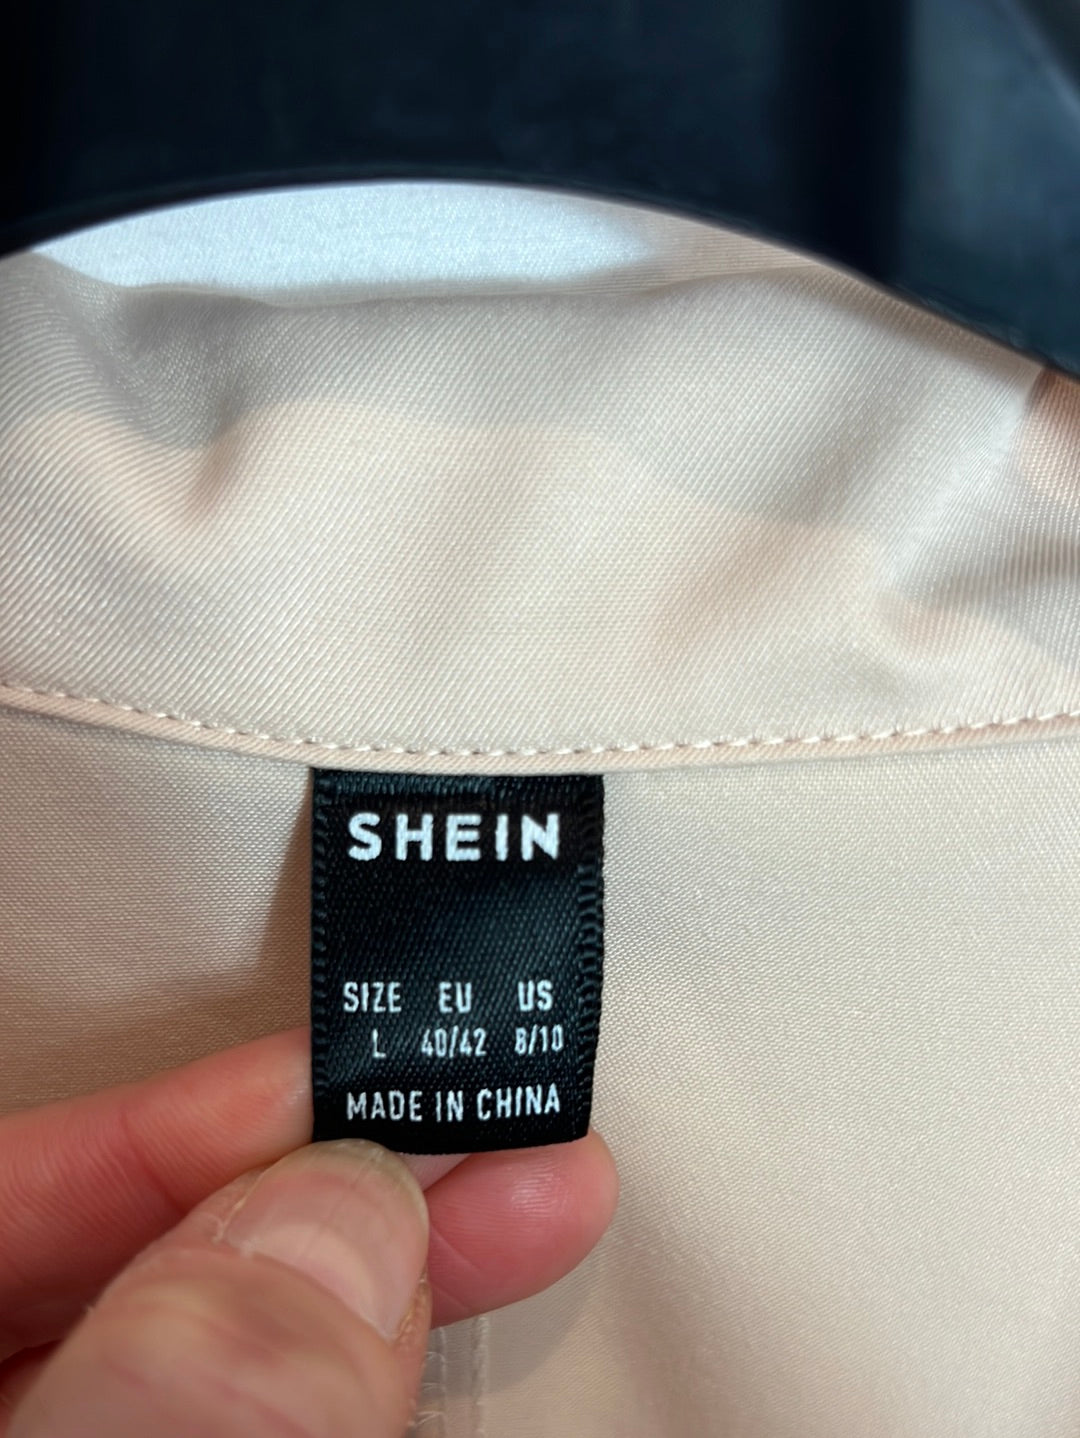 SHEIN
SIZE EU US
L 40/42 8/10
MADE IN CHINA